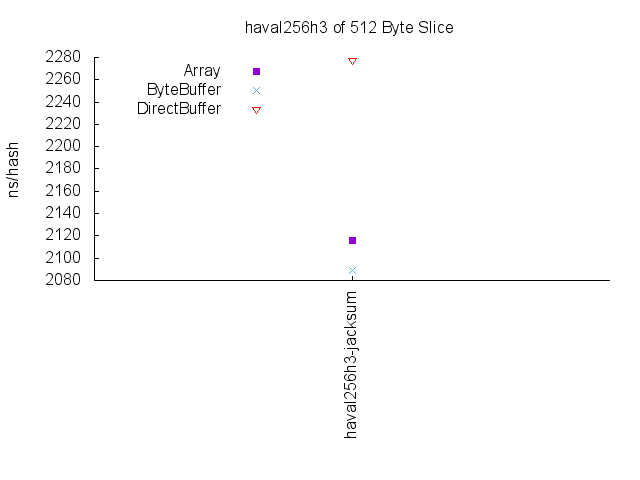 haval256h3 of 512 Byte Slice
2280
2260
2240
2220
2200
2180
2160
2140
2120
2100
2080
ns/hash
Array
ByteBuffer
DirectBuffer
haval256h3-jacksum